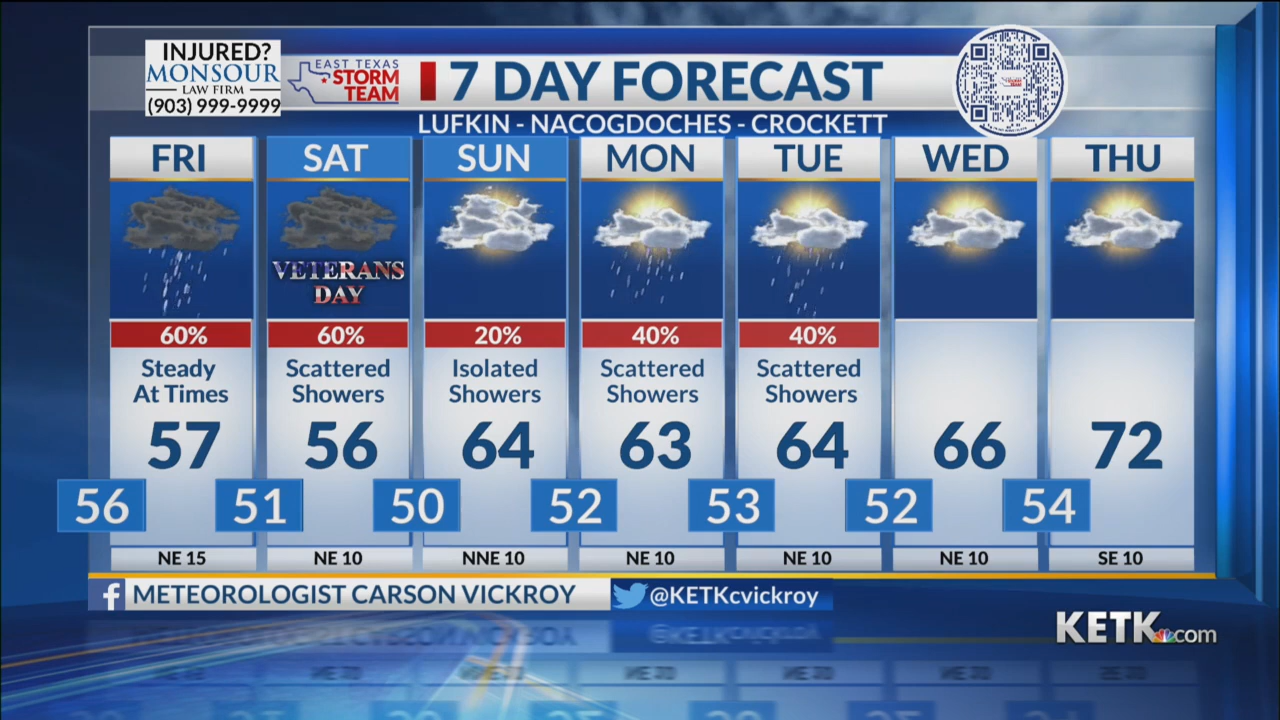 INJURED?
MONSOUR
LAW FIRM
(903) 999-9999
EAST TEXAS
STORM
TEAM
7 DAY FORECAST
LUFKIN - NACOGDOCHES - CROCKETT
FRI SAT SUN MON TUE WED THU
VETERANS
DAY
60% 60% 20% 40% 40%
Steady Scattered Isolated Scattered Scattered
At Times Showers Showers Showers Showers
57 56 64 63 64 66 72
56 51 50 52 53 52 54
NE 15 NE 10 NNE 10 NE 10 NE 10 NE 10 SE 10
f METEOROLOGIST CARSON VICKROY @KETKcvickroy
KETK.com